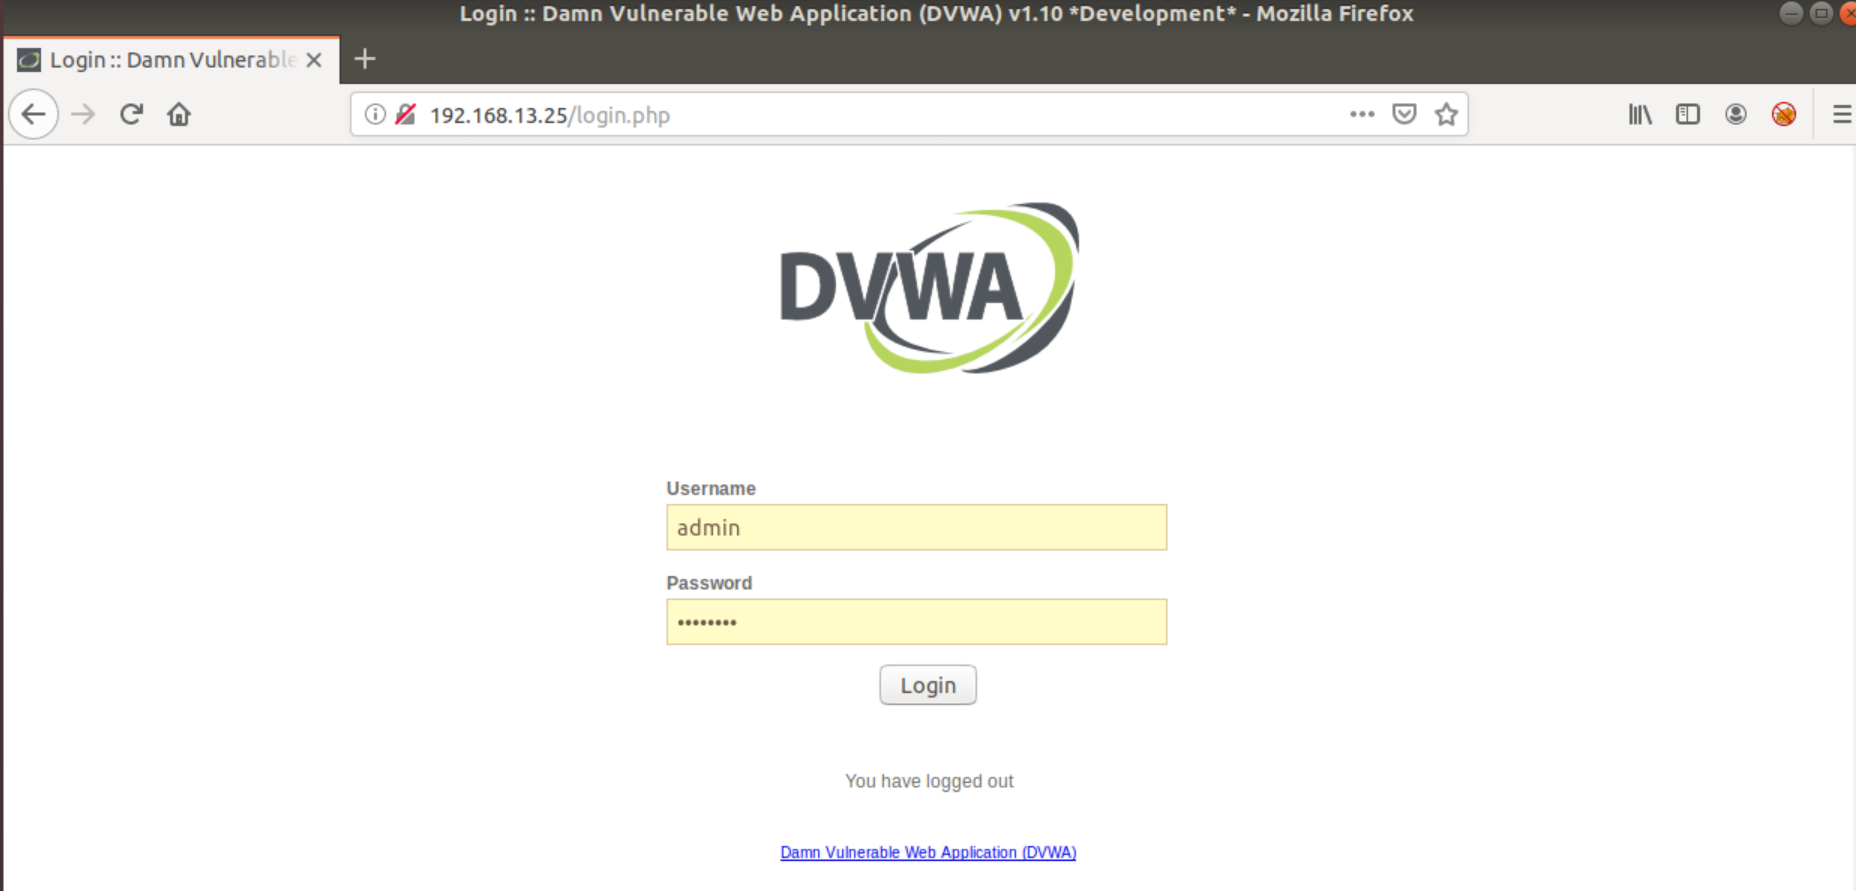 Login :: Damn Vulnerable Web Application (DVWA) v1.10 *Development* - Mozilla Firefox
Login :: Damn Vulnerable
192.168.13.25/login.php
DVWA
Username
admin
Password
••••••••
Login
You have logged out
Damn Vulnerable Web Application (DVWA)